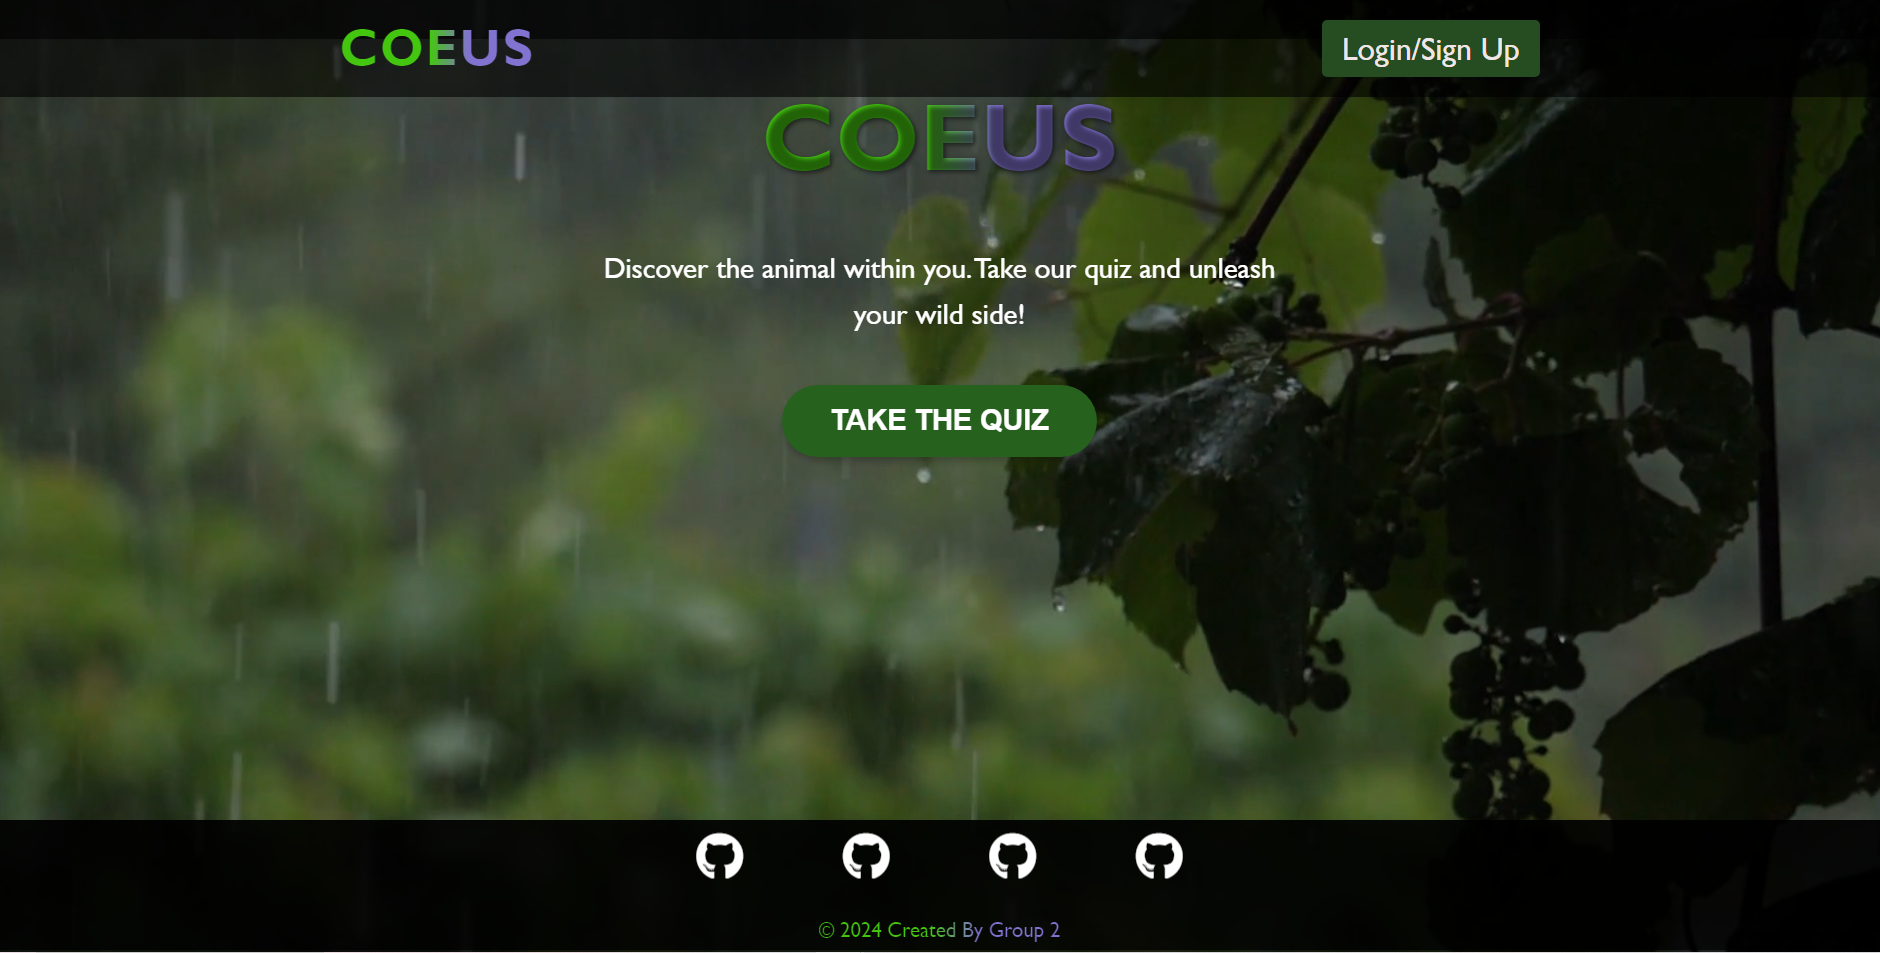 COEUS
Login/Sign Up
COEUS
Discover the animal within you. Take our quiz and unleash
your wild side!
TAKE THE QUIZ
© 2024 Created By Group 2